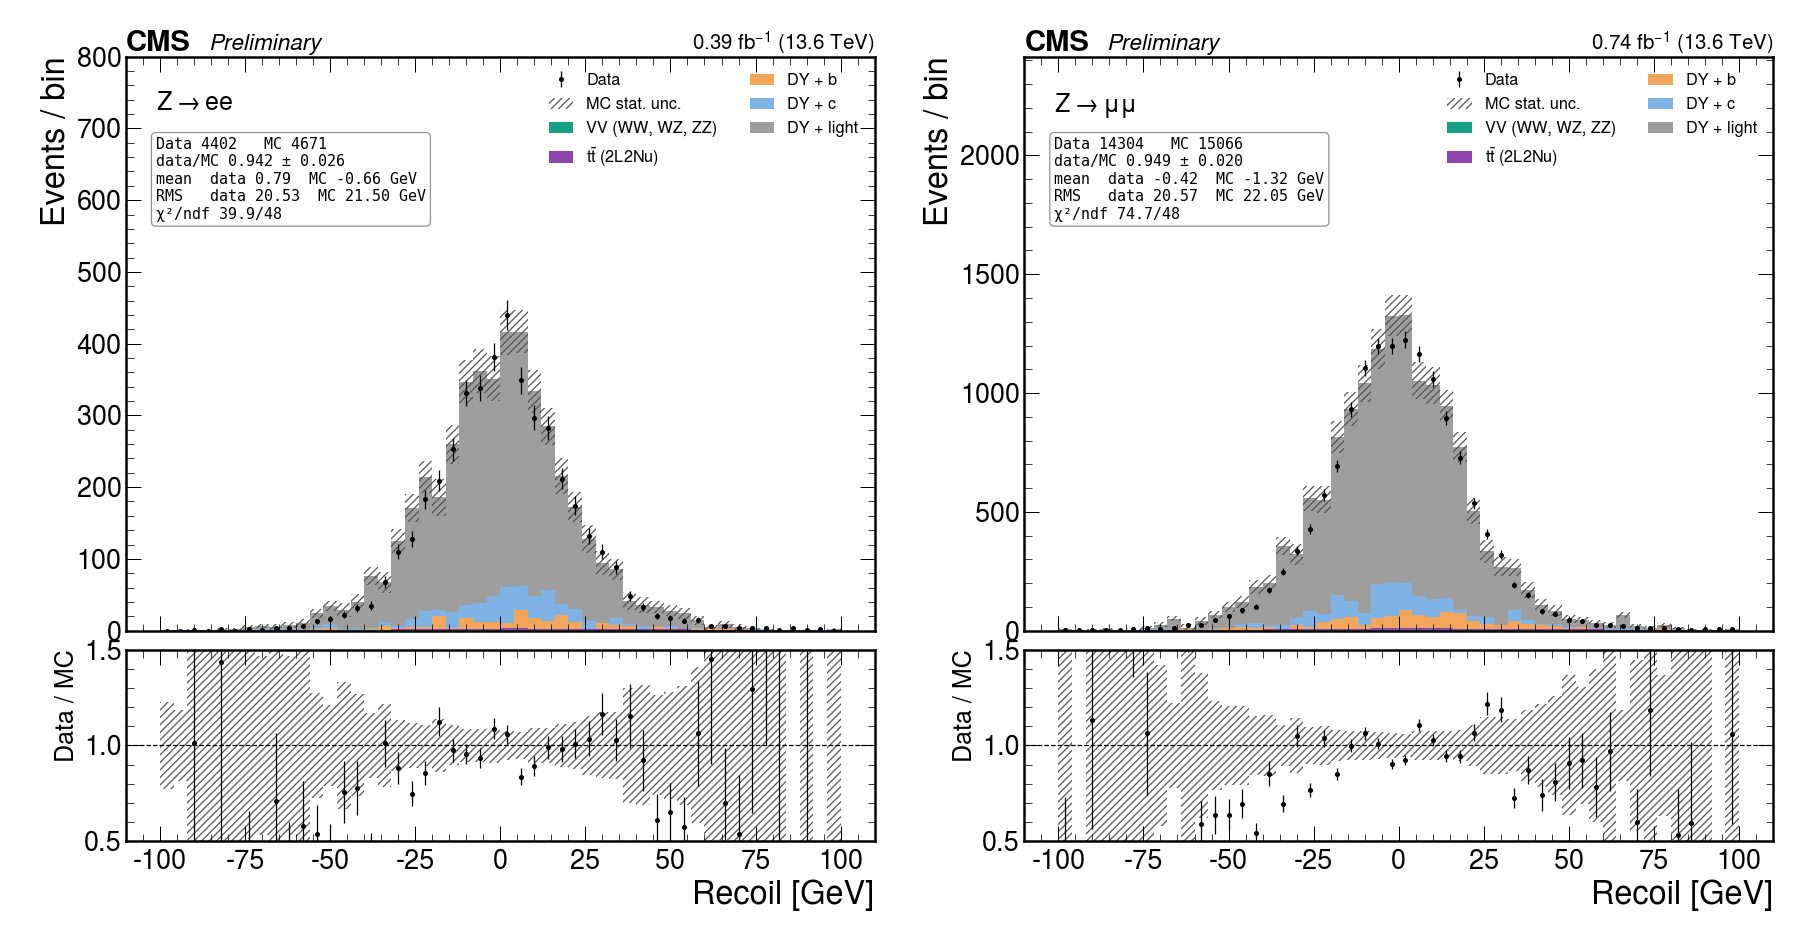 CMS Preliminary 0.39 fb⁻¹ (13.6 TeV)
Events / bin
800
700
600
500
400
300
200
100
0
Z → ee
Data 4402   MC 4671
data/MC 0.942 ± 0.026
mean  data 0.79  MC -0.66 GeV
RMS   data 20.53  MC 21.50 GeV
χ²/ndf 39.9/48
Data
MC stat. unc.
VV (WW, WZ, ZZ)
tt̄ (2L2Nu)
DY + b
DY + c
DY + light
Data / MC
1.5
1.0
0.5
-100 -75 -50 -25 0 25 50 75 100
Recoil [GeV]
CMS Preliminary 0.74 fb⁻¹ (13.6 TeV)
Events / bin
2000
1500
1000
500
0
Z → μμ
Data 14304   MC 15066
data/MC 0.949 ± 0.020
mean  data -0.42  MC -1.32 GeV
RMS   data 20.57  MC 22.05 GeV
χ²/ndf 74.7/48
Data
MC stat. unc.
VV (WW, WZ, ZZ)
tt̄ (2L2Nu)
DY + b
DY + c
DY + light
Data / MC
1.5
1.0
0.5
-100 -75 -50 -25 0 25 50 75 100
Recoil [GeV]